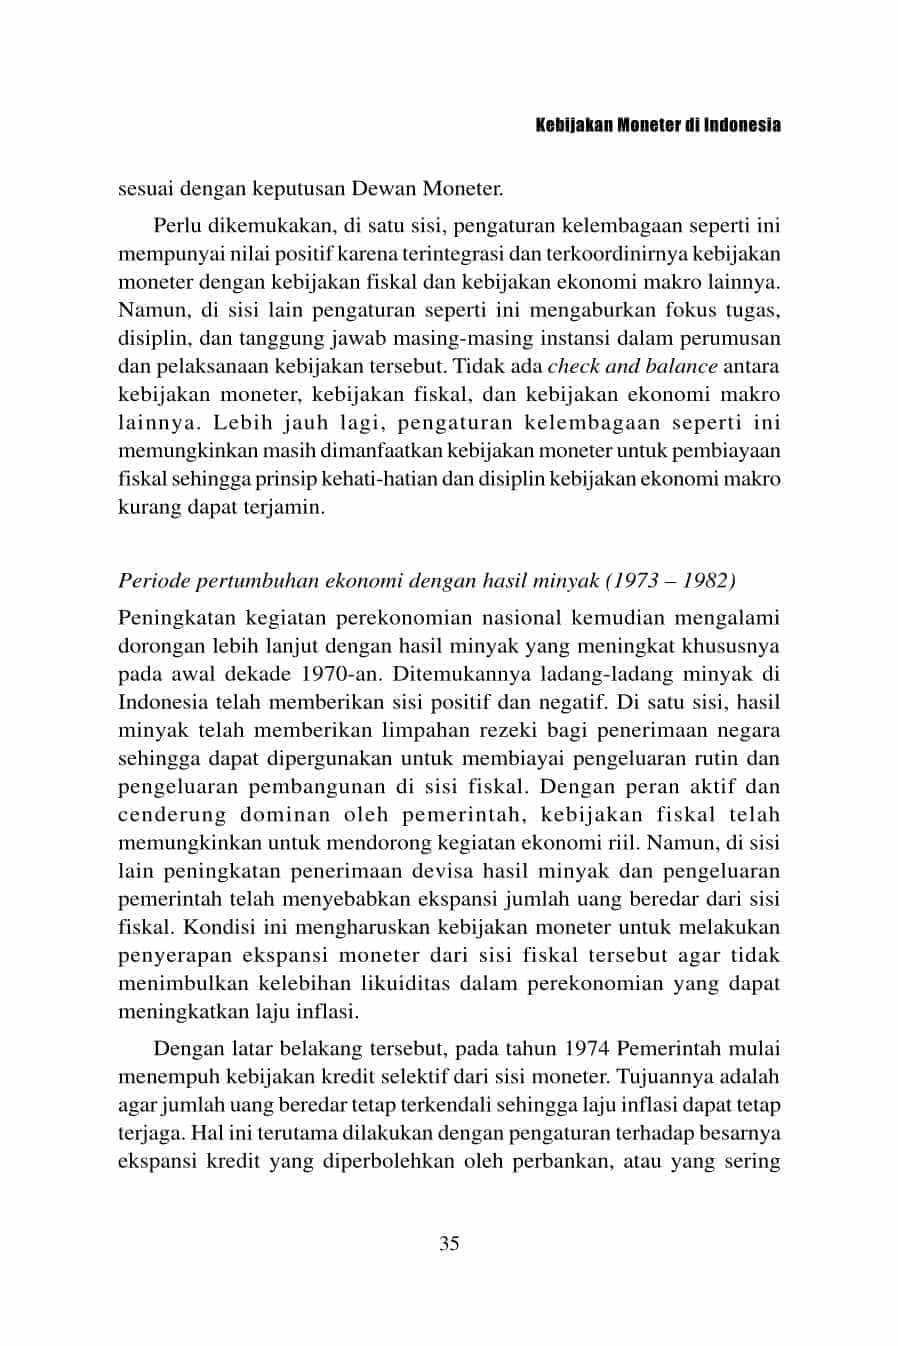 Kebijakan Moneter di Indonesia
sesuai dengan keputusan Dewan Moneter.
Perlu dikemukakan, di satu sisi, pengaturan kelembagaan seperti ini
mempunyai nilai positif karena terintegrasi dan terkoordinirnya kebijakan
moneter dengan kebijakan fiskal dan kebijakan ekonomi makro lainnya.
Namun, di sisi lain pengaturan seperti ini mengaburkan fokus tugas,
disiplin, dan tanggung jawab masing-masing instansi dalam perumusan
dan pelaksanaan kebijakan tersebut. Tidak ada check and balance antara
kebijakan moneter, kebijakan fiskal, dan kebijakan ekonomi makro
lainnya. Lebih jauh lagi, pengaturan kelembagaan seperti ini
memungkinkan masih dimanfaatkan kebijakan moneter untuk pembiayaan
fiskal sehingga prinsip kehati-hatian dan disiplin kebijakan ekonomi makro
kurang dapat terjamin.
Periode pertumbuhan ekonomi dengan hasil minyak (1973 – 1982)
Peningkatan kegiatan perekonomian nasional kemudian mengalami
dorongan lebih lanjut dengan hasil minyak yang meningkat khususnya
pada awal dekade 1970-an. Ditemukannya ladang-ladang minyak di
Indonesia telah memberikan sisi positif dan negatif. Di satu sisi, hasil
minyak telah memberikan limpahan rezeki bagi penerimaan negara
sehingga dapat dipergunakan untuk membiayai pengeluaran rutin dan
pengeluaran pembangunan di sisi fiskal. Dengan peran aktif dan
cenderung dominan oleh pemerintah, kebijakan fiskal telah
memungkinkan untuk mendorong kegiatan ekonomi riil. Namun, di sisi
lain peningkatan penerimaan devisa hasil minyak dan pengeluaran
pemerintah telah menyebabkan ekspansi jumlah uang beredar dari sisi
fiskal. Kondisi ini mengharuskan kebijakan moneter untuk melakukan
penyerapan ekspansi moneter dari sisi fiskal tersebut agar tidak
menimbulkan kelebihan likuiditas dalam perekonomian yang dapat
meningkatkan laju inflasi.
Dengan latar belakang tersebut, pada tahun 1974 Pemerintah mulai
menempuh kebijakan kredit selektif dari sisi moneter. Tujuannya adalah
agar jumlah uang beredar tetap terkendali sehingga laju inflasi dapat tetap
terjaga. Hal ini terutama dilakukan dengan pengaturan terhadap besarnya
ekspansi kredit yang diperbolehkan oleh perbankan, atau yang sering
35